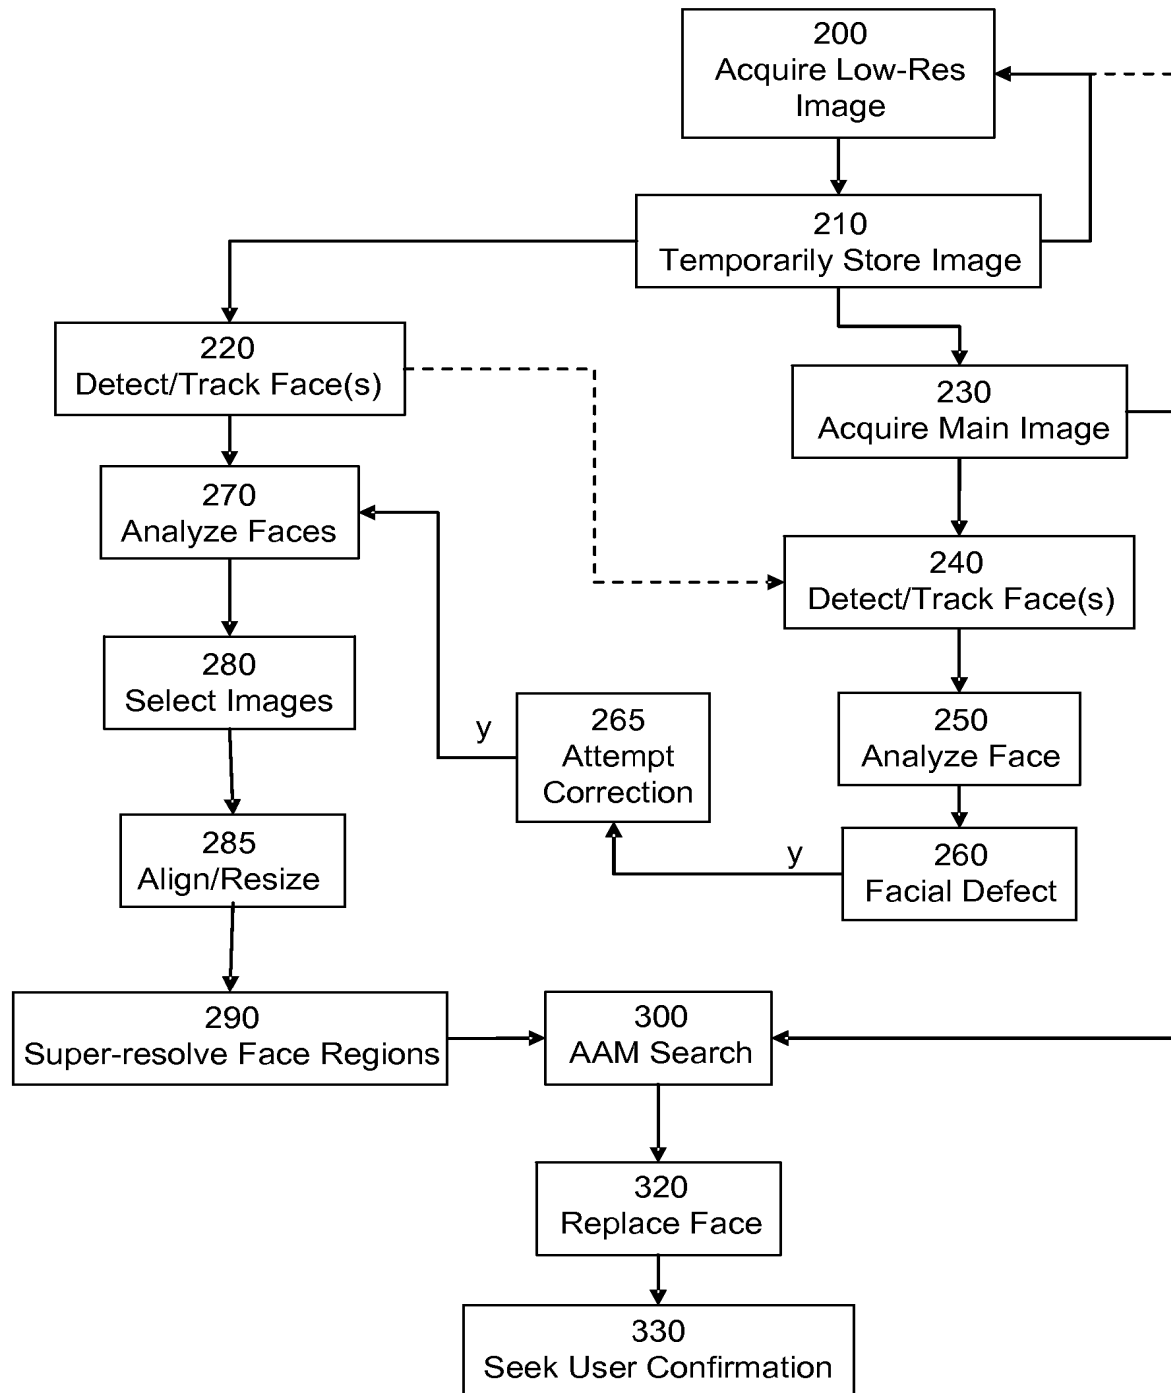 200
Acquire Low-Res
Image
210
Temporarily Store Image
220
Detect/Track Face(s)
230
Acquire Main Image
270
Analyze Faces
240
Detect/Track Face(s)
280
Select Images
y
265
Attempt
Correction
250
Analyze Face
285
Align/Resize
y
260
Facial Defect
290
Super-resolve Face Regions
300
AAM Search
320
Replace Face
330
Seek User Confirmation